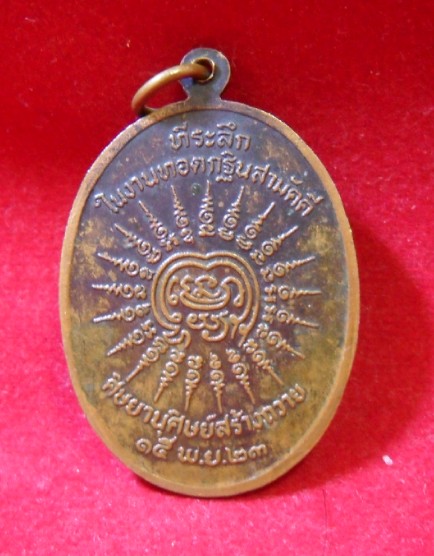 ที่ระลึก
ในงานทอดกฐินสามัคคี
ศิษยานุศิษย์สร้างถวาย
๑๕ พ.ย.๒๓